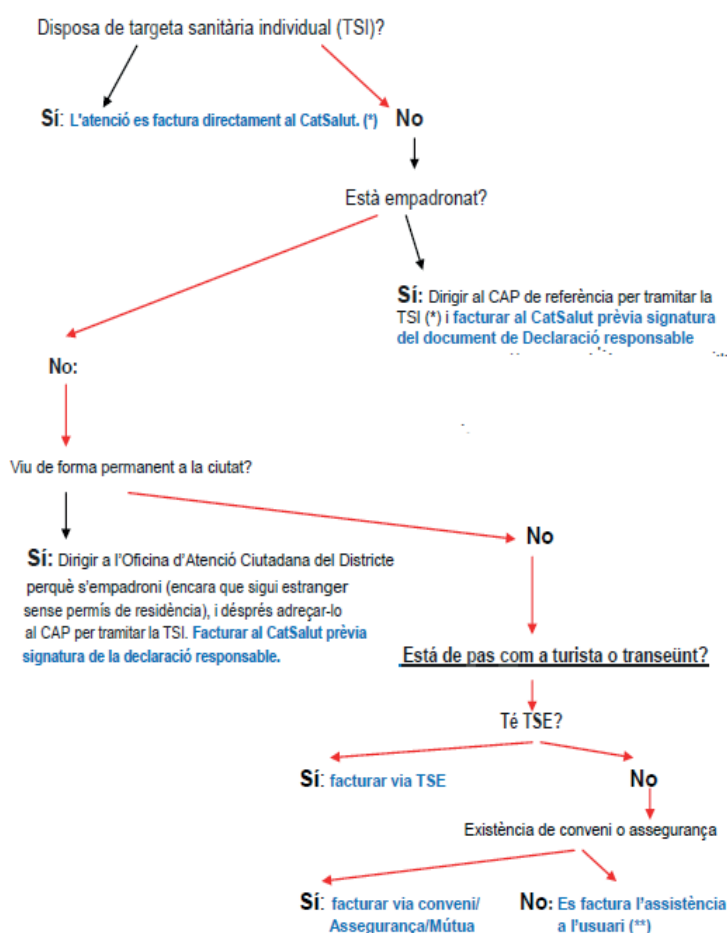 Disposa de targeta sanitària individual (TSI)?
Sí: L'atenció es factura directament al CatSalut. (*)
No
Està empadronat?
Sí: Dirigir al CAP de referència per tramitar la
TSI (*) i facturar al CatSalut prèvia signatura
del document de Declaració responsable
No:
Viu de forma permanent a la ciutat?
Sí: Dirigir a l'Oficina d'Atenció Ciutadana del Districte
perquè s'empadroni (encara que sigui estranger
sense permís de residència), i désprés adreçar-lo
al CAP per tramitar la TSI. Facturar al CatSalut prèvia
signatura de la declaració responsable.
No
Está de pas com a turista o transeünt?
Té TSE?
Sí: facturar via TSE
No
Existència de conveni o assegurança
Sí: facturar via conveni/
Assegurança/Mútua
No: Es factura l'assistència
a l'usuari (**)